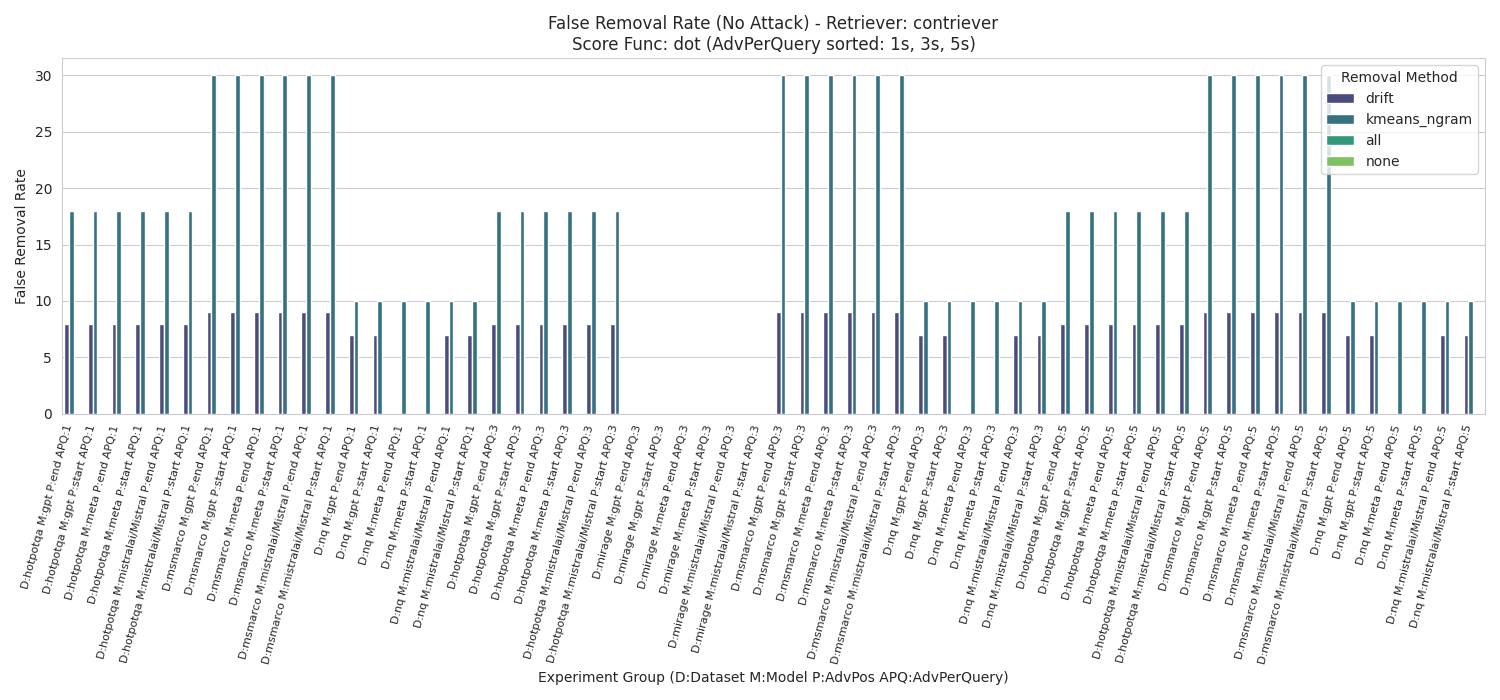 False Removal Rate (No Attack) - Retriever: contriever
Score Func: dot (AdvPerQuery sorted: 1s, 3s, 5s)
Removal Method
drift
kmeans_ngram
all
none
False Removal Rate
30
25
20
15
10
5
0
D:hotpotqa M:gpt P:end APQ:1
D:hotpotqa M:gpt P:start APQ:1
D:hotpotqa M:meta P:end APQ:1
D:hotpotqa M:meta P:start APQ:1
D:hotpotqa M:mistralai/Mistral P:end APQ:1
D:hotpotqa M:mistralai/Mistral P:start APQ:1
D:msmarco M:gpt P:end APQ:1
D:msmarco M:gpt P:start APQ:1
D:msmarco M:meta P:end APQ:1
D:msmarco M:meta P:start APQ:1
D:msmarco M:mistralai/Mistral P:end APQ:1
D:msmarco M:mistralai/Mistral P:start APQ:1
D:nq M:gpt P:end APQ:1
D:nq M:gpt P:start APQ:1
D:nq M:meta P:end APQ:1
D:nq M:meta P:start APQ:1
D:nq M:mistralai/Mistral P:end APQ:1
D:nq M:mistralai/Mistral P:start APQ:1
D:hotpotqa M:gpt P:end APQ:3
D:hotpotqa M:gpt P:start APQ:3
D:hotpotqa M:meta P:end APQ:3
D:hotpotqa M:meta P:start APQ:3
D:hotpotqa M:mistralai/Mistral P:end APQ:3
D:hotpotqa M:mistralai/Mistral P:start APQ:3
D:mirage M:gpt P:end APQ:3
D:mirage M:gpt P:start APQ:3
D:mirage M:meta P:end APQ:3
D:mirage M:meta P:start APQ:3
D:mirage M:mistralai/Mistral P:end APQ:3
D:mirage M:mistralai/Mistral P:start APQ:3
D:msmarco M:gpt P:end APQ:3
D:msmarco M:gpt P:start APQ:3
D:msmarco M:meta P:end APQ:3
D:msmarco M:meta P:start APQ:3
D:msmarco M:mistralai/Mistral P:end APQ:3
D:msmarco M:mistralai/Mistral P:start APQ:3
D:nq M:gpt P:end APQ:3
D:nq M:gpt P:start APQ:3
D:nq M:meta P:end APQ:3
D:nq M:meta P:start APQ:3
D:nq M:mistralai/Mistral P:end APQ:3
D:nq M:mistralai/Mistral P:start APQ:3
D:hotpotqa M:gpt P:end APQ:5
D:hotpotqa M:gpt P:start APQ:5
D:hotpotqa M:meta P:end APQ:5
D:hotpotqa M:meta P:start APQ:5
D:hotpotqa M:mistralai/Mistral P:end APQ:5
D:hotpotqa M:mistralai/Mistral P:start APQ:5
D:msmarco M:gpt P:end APQ:5
D:msmarco M:gpt P:start APQ:5
D:msmarco M:meta P:end APQ:5
D:msmarco M:meta P:start APQ:5
D:msmarco M:mistralai/Mistral P:end APQ:5
D:msmarco M:mistralai/Mistral P:start APQ:5
D:nq M:gpt P:end APQ:5
D:nq M:gpt P:start APQ:5
D:nq M:meta P:end APQ:5
D:nq M:meta P:start APQ:5
D:nq M:mistralai/Mistral P:end APQ:5
D:nq M:mistralai/Mistral P:start APQ:5
Experiment Group (D:Dataset M:Model P:AdvPos APQ:AdvPerQuery)